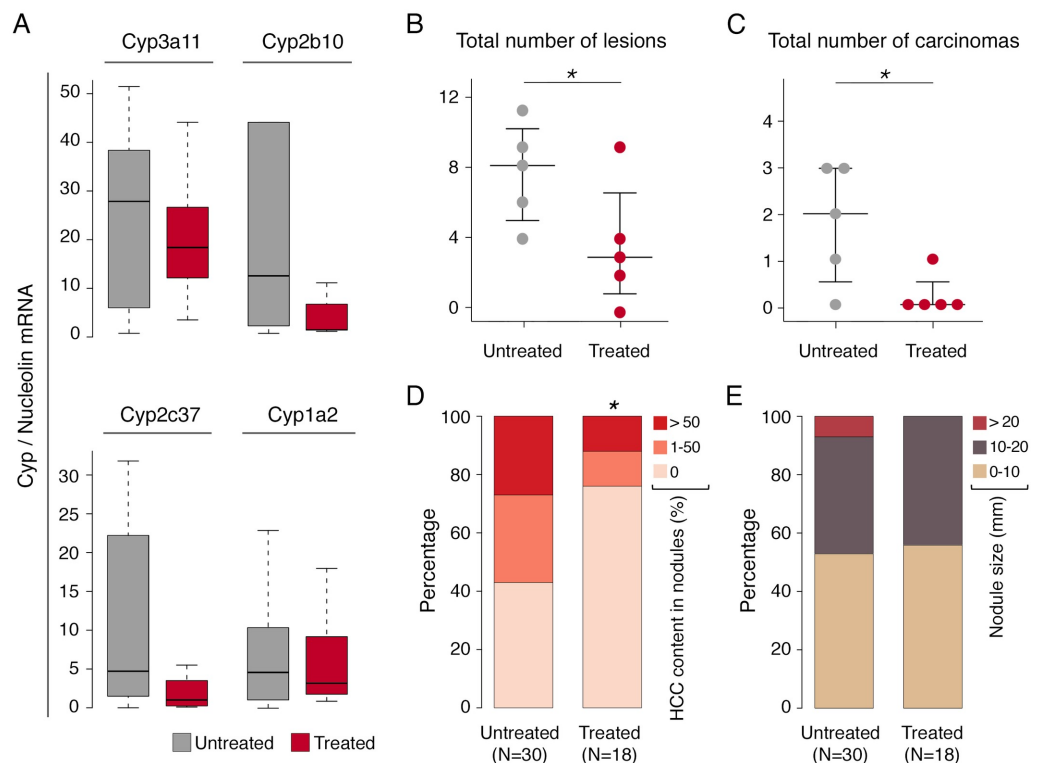 A
Cyp3a11
Cyp2b10
Cyp / Nucleolin mRNA
50
40
30
20
10
0
Cyp2c37
Cyp1a2
30
25
20
15
10
5
0
Untreated
Treated
B
Total number of lesions
*
12
8
4
0
Untreated
Treated
C
Total number of carcinomas
*
4
3
2
1
0
Untreated
Treated
D
*
Percentage
100
80
60
40
20
0
> 50
1-50
0
HCC content in nodules (%)
Untreated
(N=30)
Treated
(N=18)
E
Percentage
100
80
60
40
20
0
> 20
10-20
0-10
Nodule size (mm)
Untreated
(N=30)
Treated
(N=18)